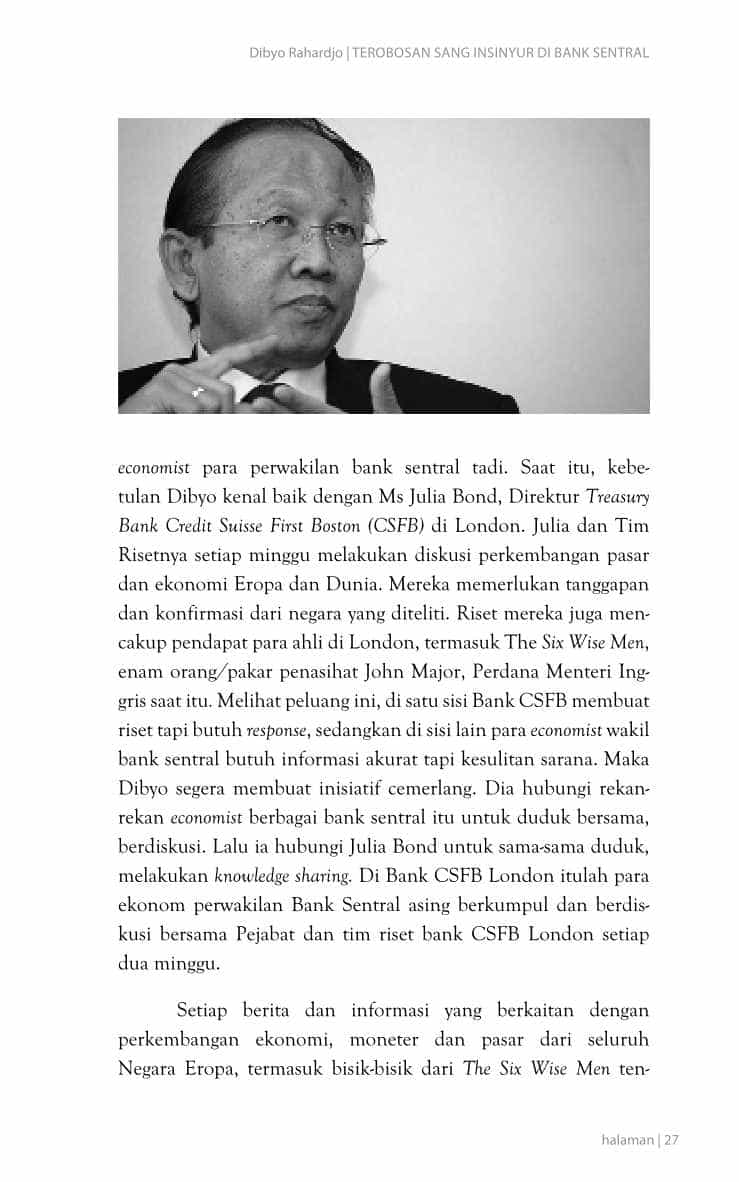 Dibyo Rahardjo | TEROBOSAN SANG INSINYUR DI BANK SENTRAL
economist para perwakilan bank sentral tadi. Saat itu, kebe-
tulan Dibyo kenal baik dengan Ms Julia Bond, Direktur Treasury
Bank Credit Suisse First Boston (CSFB) di London. Julia dan Tim
Risetnya setiap minggu melakukan diskusi perkembangan pasar
dan ekonomi Eropa dan Dunia. Mereka memerlukan tanggapan
dan konfirmasi dari negara yang diteliti. Riset mereka juga men-
cakup pendapat para ahli di London, termasuk The Six Wise Men,
enam orang/pakar penasihat John Major, Perdana Menteri Ing-
gris saat itu. Melihat peluang ini, di satu sisi Bank CSFB membuat
riset tapi butuh response, sedangkan di sisi lain para economist wakil
bank sentral butuh informasi akurat tapi kesulitan sarana. Maka
Dibyo segera membuat inisiatif cemerlang. Dia hubungi rekan-
rekan economist berbagai bank sentral itu untuk duduk bersama,
berdiskusi. Lalu ia hubungi Julia Bond untuk sama-sama duduk,
melakukan knowledge sharing. Di Bank CSFB London itulah para
ekonom perwakilan Bank Sentral asing berkumpul dan berdis-
kusi bersama Pejabat dan tim riset bank CSFB London setiap
dua minggu.
Setiap berita dan informasi yang berkaitan dengan
perkembangan ekonomi, moneter dan pasar dari seluruh
Negara Eropa, termasuk bisik-bisik dari The Six Wise Men ten-
halaman | 27